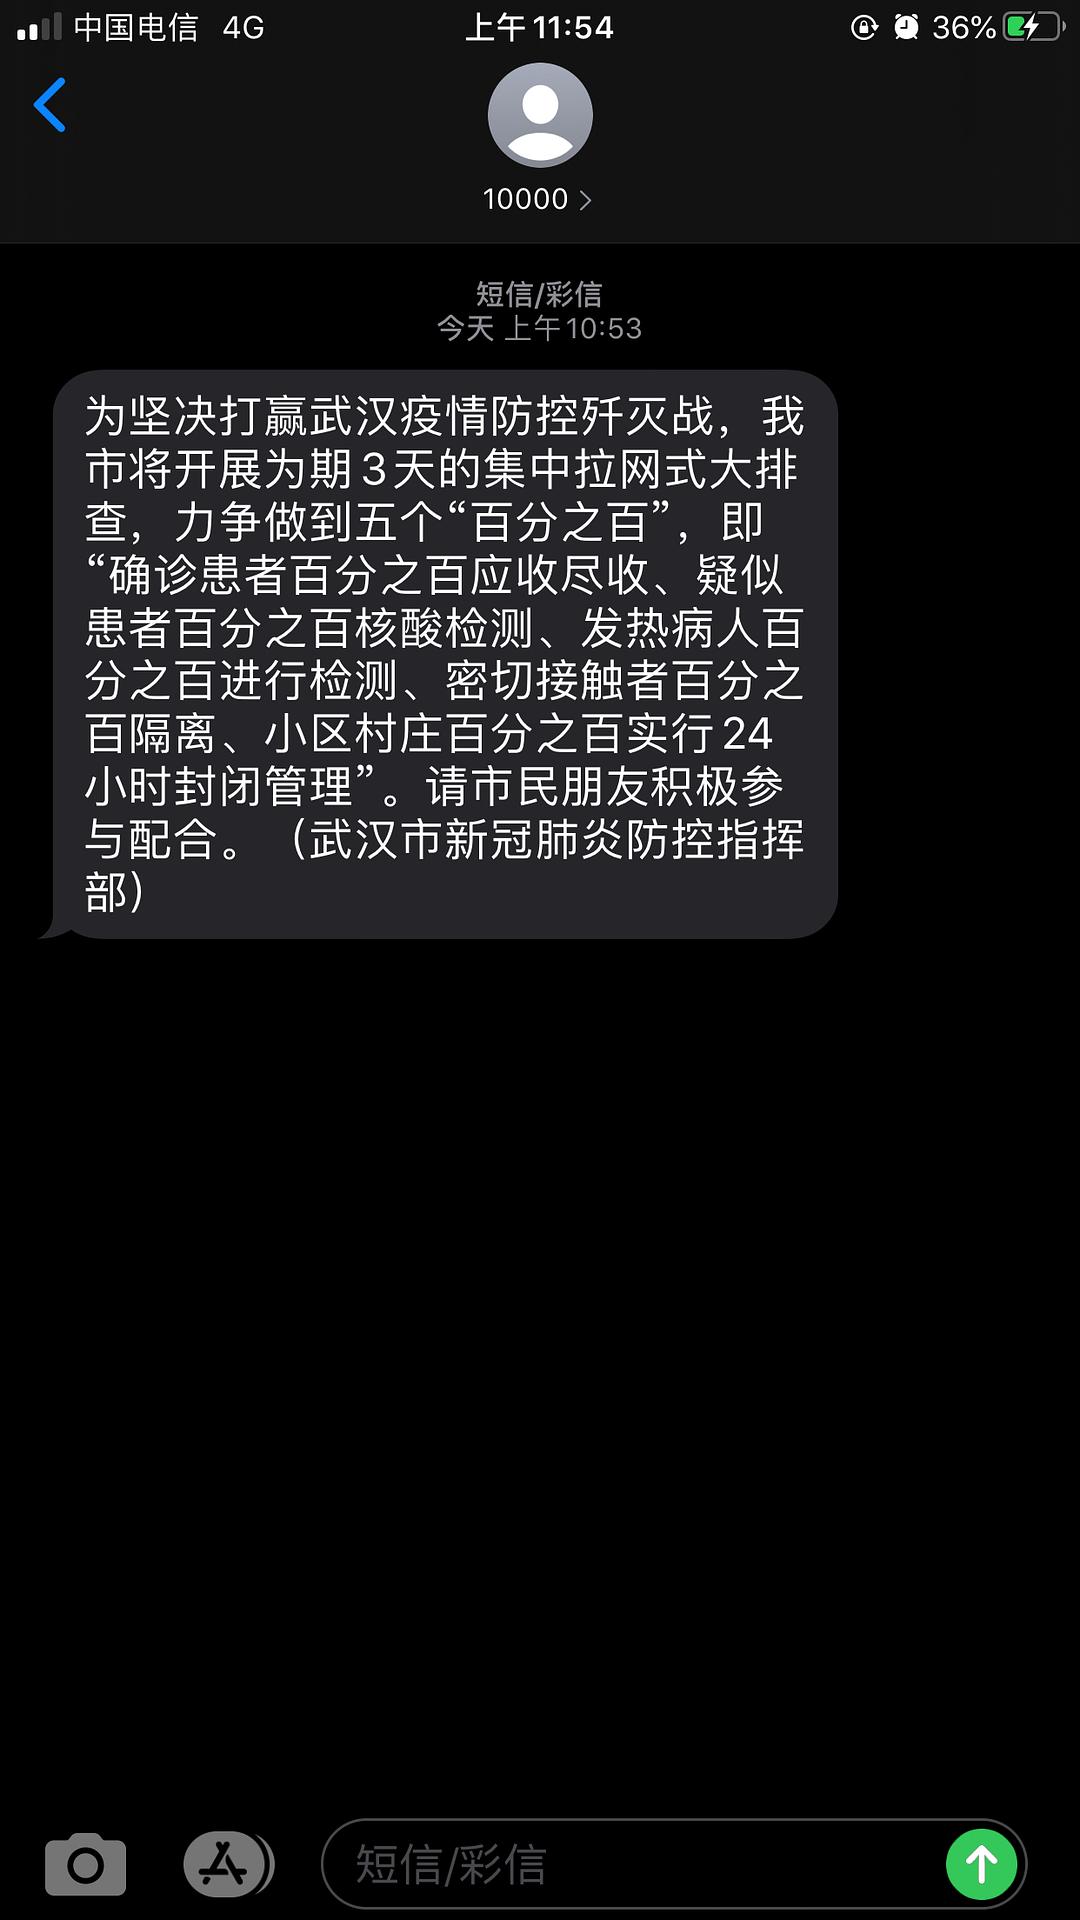 中国电信 4G 上午11:54 36%
10000
短信/彩信
今天 上午10:53
为坚决打赢武汉疫情防控歼灭战，我
市将开展为期3天的集中拉网式大排
查，力争做到五个“百分之百”，即
“确诊患者百分之百应收尽收、疑似
患者百分之百核酸检测、发热病人百
分之百进行检测、密切接触者百分之
百隔离、小区村庄百分之百实行24
小时封闭管理”。请市民朋友积极参
与配合。（武汉市新冠肺炎防控指挥
部）
短信/彩信